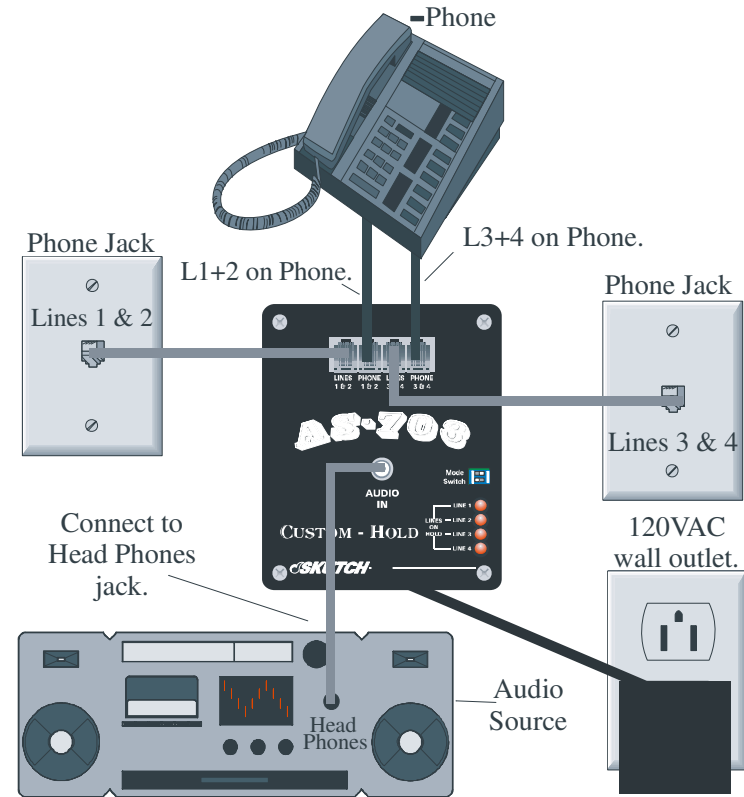 Phone
Phone Jack
L3+4 on Phone.
L1+2 on Phone.
Phone Jack
Lines 1 & 2
LINES PHONE LINES PHONE
1 & 2 1 & 2 3 & 4 3 & 4
AS-703
Lines 3 & 4
Mode
Switch
AUDIO
IN
LINE 1
LINES
ON
HOLD
LINE 2
LINE 3
LINE 4
CUSTOM - HOLD
SKUTCH
Connect to
Head Phones
jack.
120VAC
wall outlet.
Audio
Source
Head
Phones